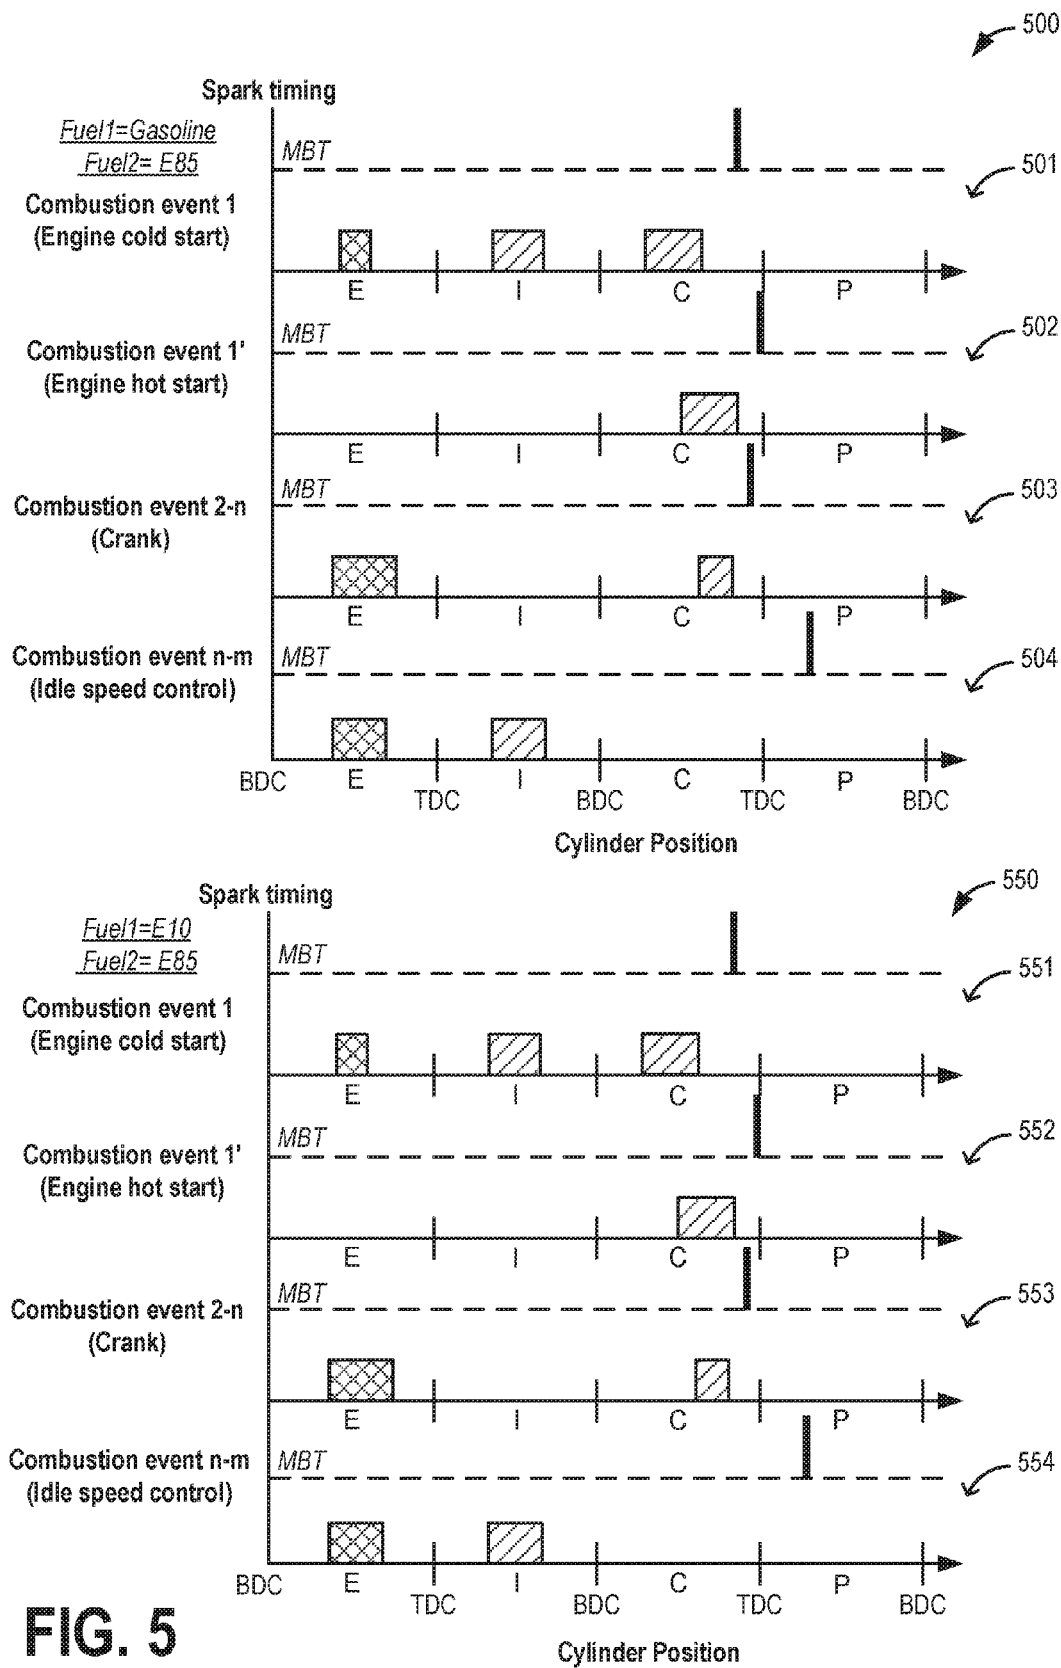 500
Spark timing
Fuel1=Gasoline
Fuel2= E85
MBT
501
Combustion event 1
(Engine cold start)
E I C P
MBT
502
Combustion event 1'
(Engine hot start)
E I C P
MBT
503
Combustion event 2-n
(Crank)
E I C P
MBT
504
Combustion event n-m
(Idle speed control)
BDC E TDC I BDC C TDC P BDC
Cylinder Position
550
Spark timing
Fuel1=E10
Fuel2= E85
MBT
551
Combustion event 1
(Engine cold start)
E I C P
MBT
552
Combustion event 1'
(Engine hot start)
E I C P
MBT
553
Combustion event 2-n
(Crank)
E I C P
MBT
554
Combustion event n-m
(Idle speed control)
BDC E TDC I BDC C TDC P BDC
Cylinder Position
FIG. 5